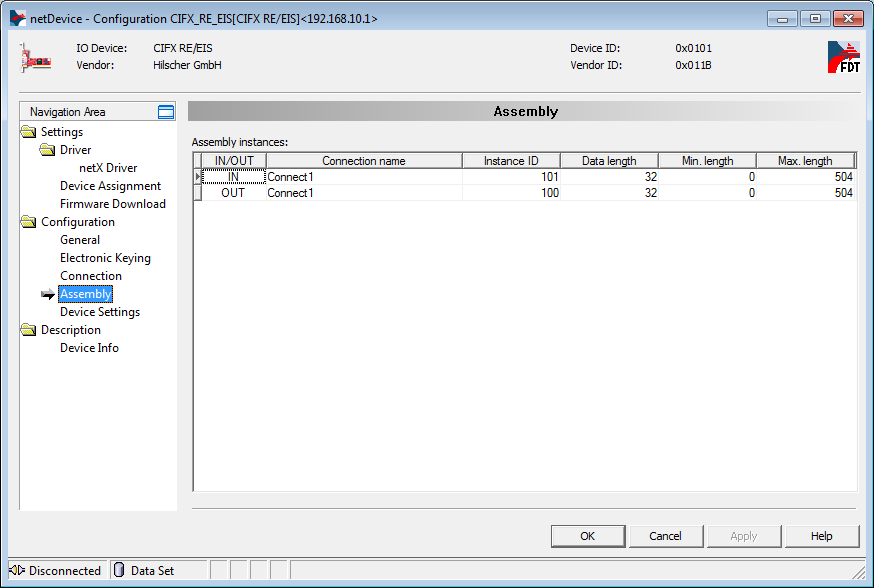 netDevice - Configuration CIFX_RE_EIS[CIFX RE/EIS]<192.168.10.1>
IO Device: CIFX RE/EIS Device ID: 0x0101
Vendor: Hilscher GmbH Vendor ID: 0x011B
FDT
Navigation Area
Settings
Driver
netX Driver
Device Assignment
Firmware Download
Configuration
General
Electronic Keying
Connection
Assembly
Device Settings
Description
Device Info
Assembly
Assembly instances:
IN/OUT Connection name Instance ID Data length Min. length Max. length
IN Connect1 101 32 0 504
OUT Connect1 100 32 0 504
OK Cancel Apply Help
Disconnected Data Set